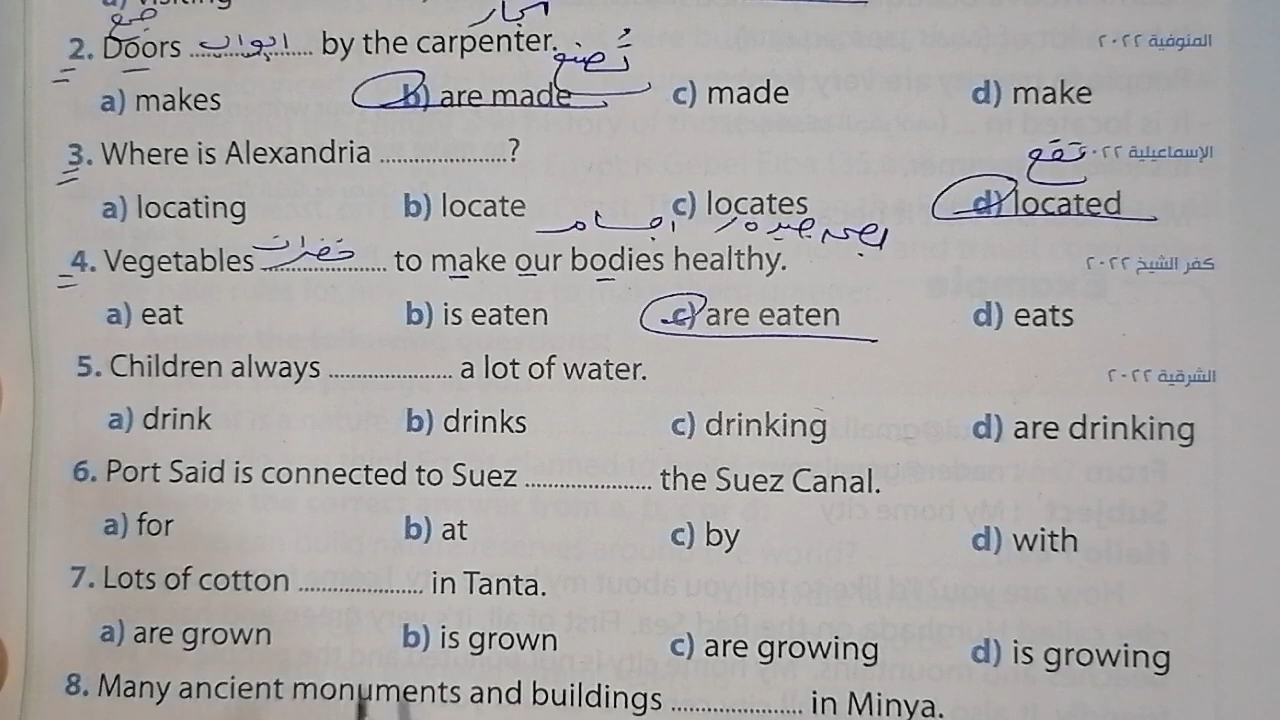 2. Doors .......ابواب....... by the carpenter.
المنوفية ٢٠٢٢
a) makes b) are made c) made d) make
3. Where is Alexandria .....................?
تقع
الإسماعيلية ٢٠٢٢
a) locating b) locate c) locates d) located
4. Vegetables ..................... to make our bodies healthy.
كفر الشيخ ٢٠٢٢
a) eat b) is eaten c) are eaten d) eats
5. Children always ..................... a lot of water.
الشرقية ٢٠٢٢
a) drink b) drinks c) drinking d) are drinking
6. Port Said is connected to Suez ..................... the Suez Canal.
a) for b) at c) by d) with
7. Lots of cotton ..................... in Tanta.
a) are grown b) is grown c) are growing d) is growing
8. Many ancient monuments and buildings ..................... in Minya.